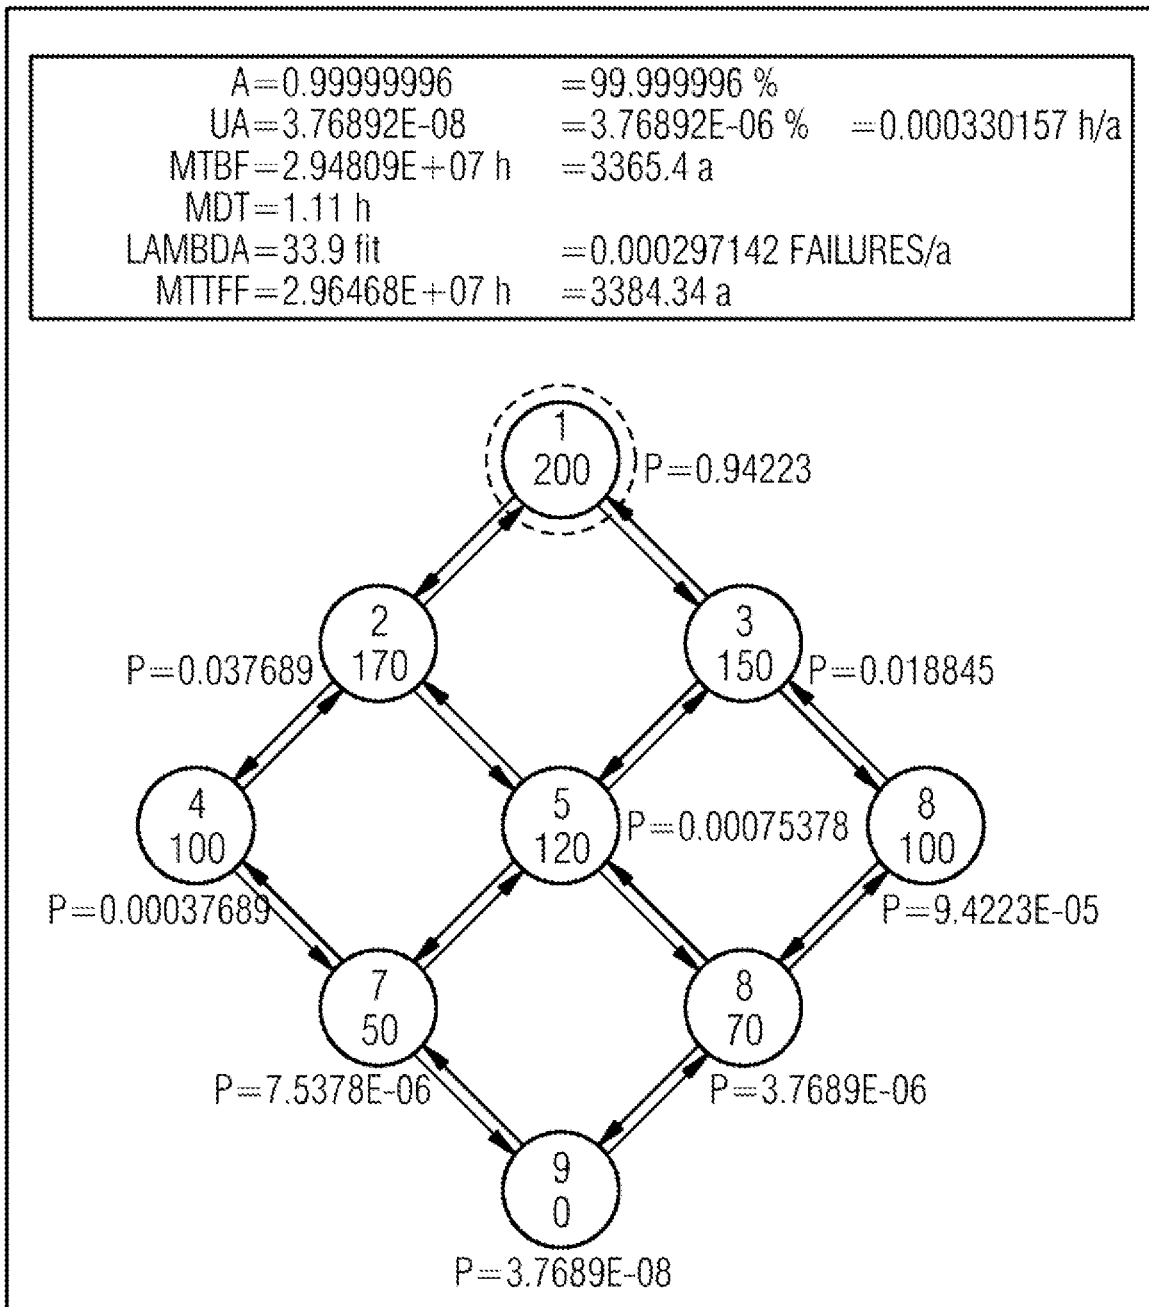 A=0.99999996 =99.999996 %
UA=3.76892E-08 =3.76892E-06 % =0.000330157 h/a
MTBF=2.94809E+07 h =3365.4 a
MDT=1.11 h
LAMBDA=33.9 fit =0.000297142 FAILURES/a
MTTFF=2.96468E+07 h =3384.34 a
1
200
P=0.94223
2
170
P=0.037689
3
150
P=0.018845
4
100
P=0.00037689
5
120
P=0.00075378
8
100
P=9.4223E-05
7
50
P=7.5378E-06
8
70
P=3.7689E-06
9
0
P=3.7689E-08